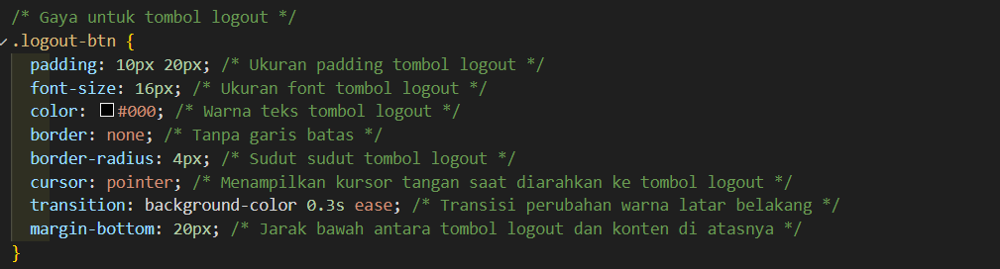 /* Gaya untuk tombol logout */
.logout-btn {
padding: 10px 20px; /* Ukuran padding tombol logout */
font-size: 16px; /* Ukuran font tombol logout */
color: #000; /* Warna teks tombol logout */
border: none; /* Tanpa garis batas */
border-radius: 4px; /* Sudut sudut tombol logout */
cursor: pointer; /* Menampilkan kursor tangan saat diarahkan ke tombol logout */
transition: background-color 0.3s ease; /* Transisi perubahan warna latar belakang */
margin-bottom: 20px; /* Jarak bawah antara tombol logout dan konten di atasnya */
}